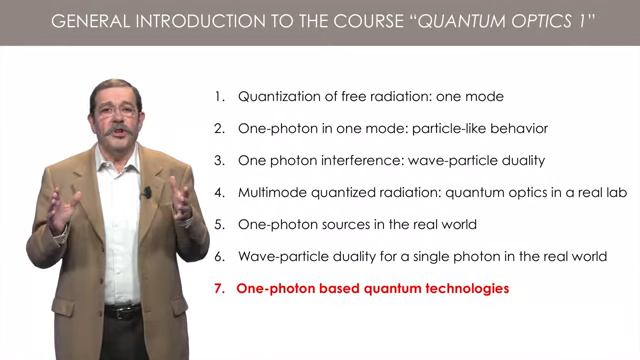 GENERAL INTRODUCTION TO THE COURSE “QUANTUM OPTICS 1”
1. Quantization of free radiation: one mode
2. One-photon in one mode: particle-like behavior
3. One photon interference: wave-particle duality
4. Multimode quantized radiation: quantum optics in a real lab
5. One-photon sources in the real world
6. Wave-particle duality for a single photon in the real world
7. One-photon based quantum technologies